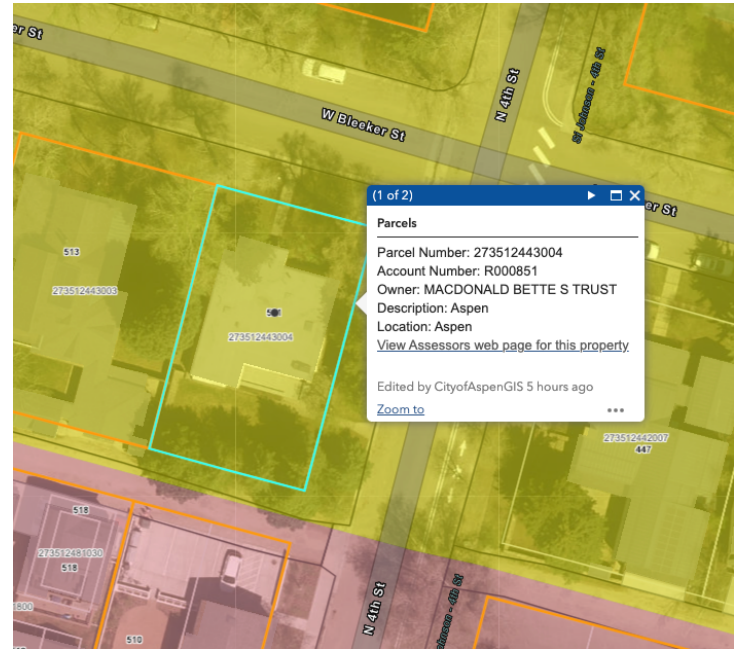 er St
W Bleeker St
N 4th St
Si Johnson - 4th St
er St
(1 of 2)
Parcels
Parcel Number: 273512443004
Account Number: R000851
Owner: MACDONALD BETTE S TRUST
Description: Aspen
Location: Aspen
View Assessors web page for this property
Edited by CityofAspenGIS 5 hours ago
Zoom to
513
273512443003
273512443004
273512442007
447
518
273512481030
518
1800
510
N 4th St
Johnson - 4th St